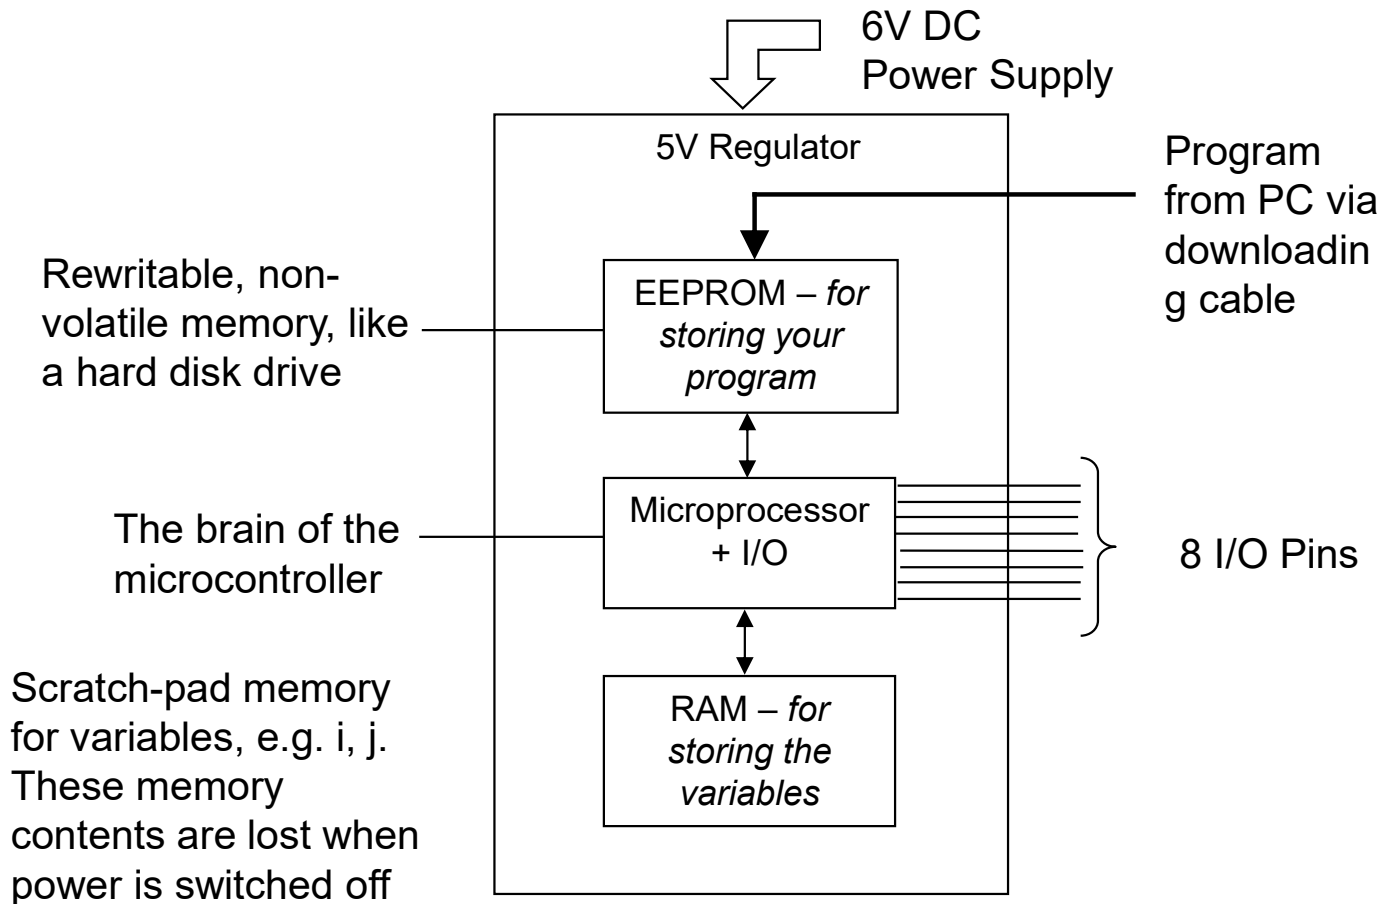 6V DC
Power Supply
5V Regulator
Program
from PC via
downloadin
g cable
Rewritable, non-
volatile memory, like
a hard disk drive
EEPROM – for
storing your
program
The brain of the
microcontroller
Microprocessor
+ I/O
8 I/O Pins
Scratch-pad memory
for variables, e.g. i, j.
These memory
contents are lost when
power is switched off
RAM – for
storing the
variables